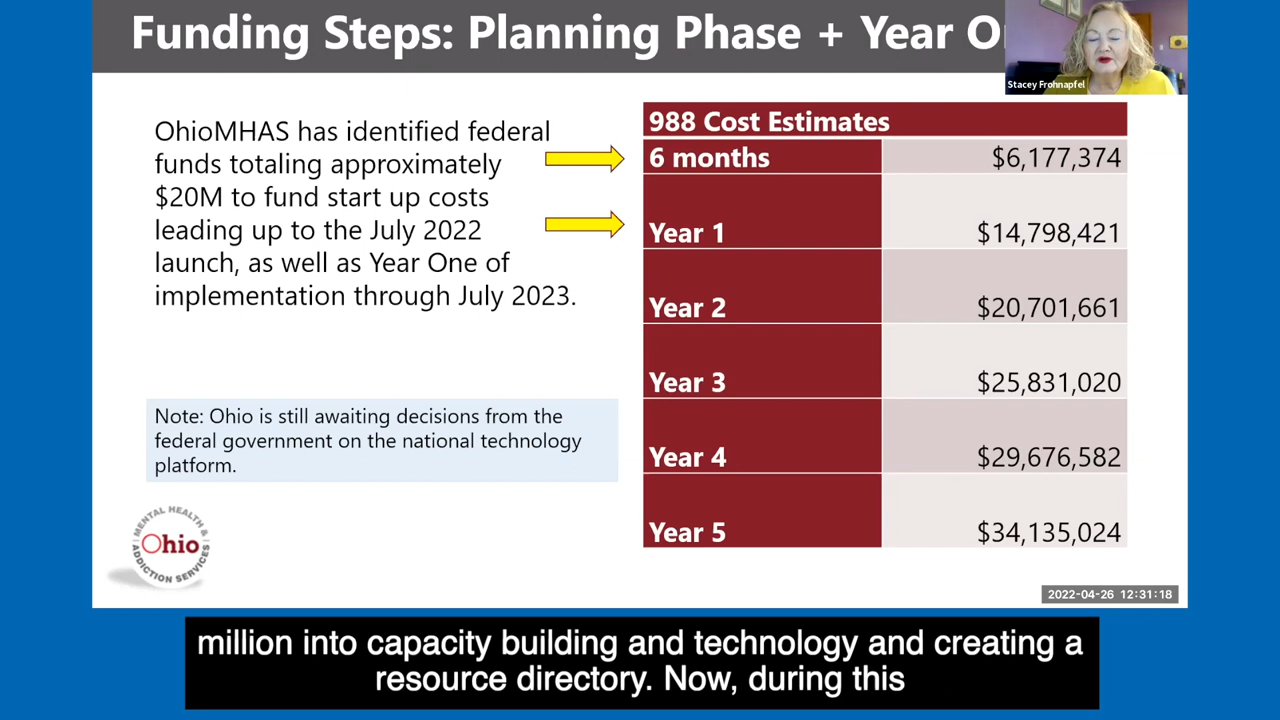 Funding Steps: Planning Phase + Year O
Stacey Frohnapfel
OhioMHAS has identified federal
funds totaling approximately
$20M to fund start up costs
leading up to the July 2022
launch, as well as Year One of
implementation through July 2023.
Note: Ohio is still awaiting decisions from the
federal government on the national technology
platform.
988 Cost Estimates
6 months $6,177,374
Year 1 $14,798,421
Year 2 $20,701,661
Year 3 $25,831,020
Year 4 $29,676,582
Year 5 $34,135,024
MENTAL HEALTH &
Ohio
ADDICTION SERVICES
2022-04-26 12:31:18
million into capacity building and technology and creating a
resource directory. Now, during this